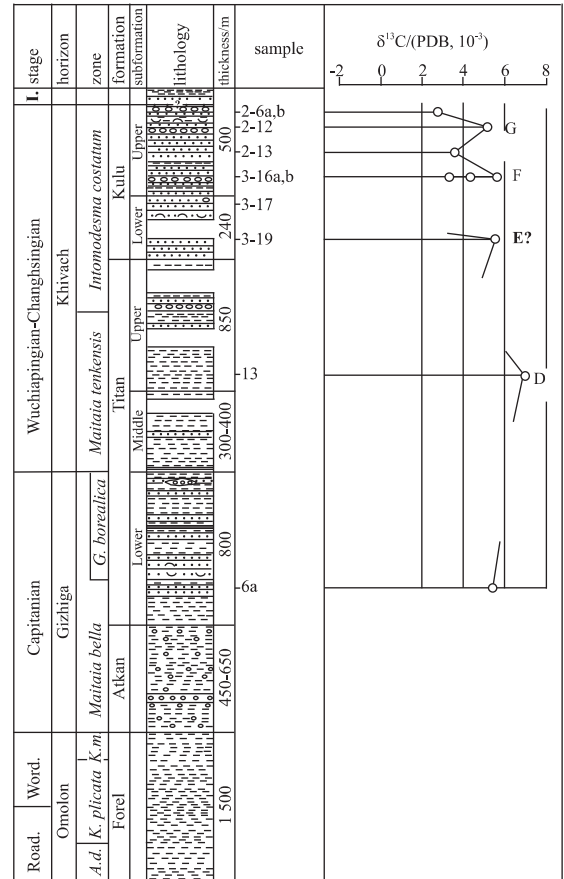 I. stage
horizon
zone
formation
subformation
lithology
thickness/m
sample
δ¹³C/(PDB, 10⁻³)
-2 0 2 4 6 8
Wuchiapingian-Changhsingian
Capitanian
Word.
Road.
Khivach
Gizhiga
Omolon
Intomodesma costatum
Maitaia tenkensis
G. borealica
Maitaia bella
K.m.
K. plicata
A.d.
Kulu
Titan
Atkan
Forel
Upper
Lower
Upper
Middle
Lower
500
240
850
300-400
800
450-650
1 500
2-6a,b
2-12
2-13
3-16a,b
3-17
3-19
13
6a
G
F
E?
D